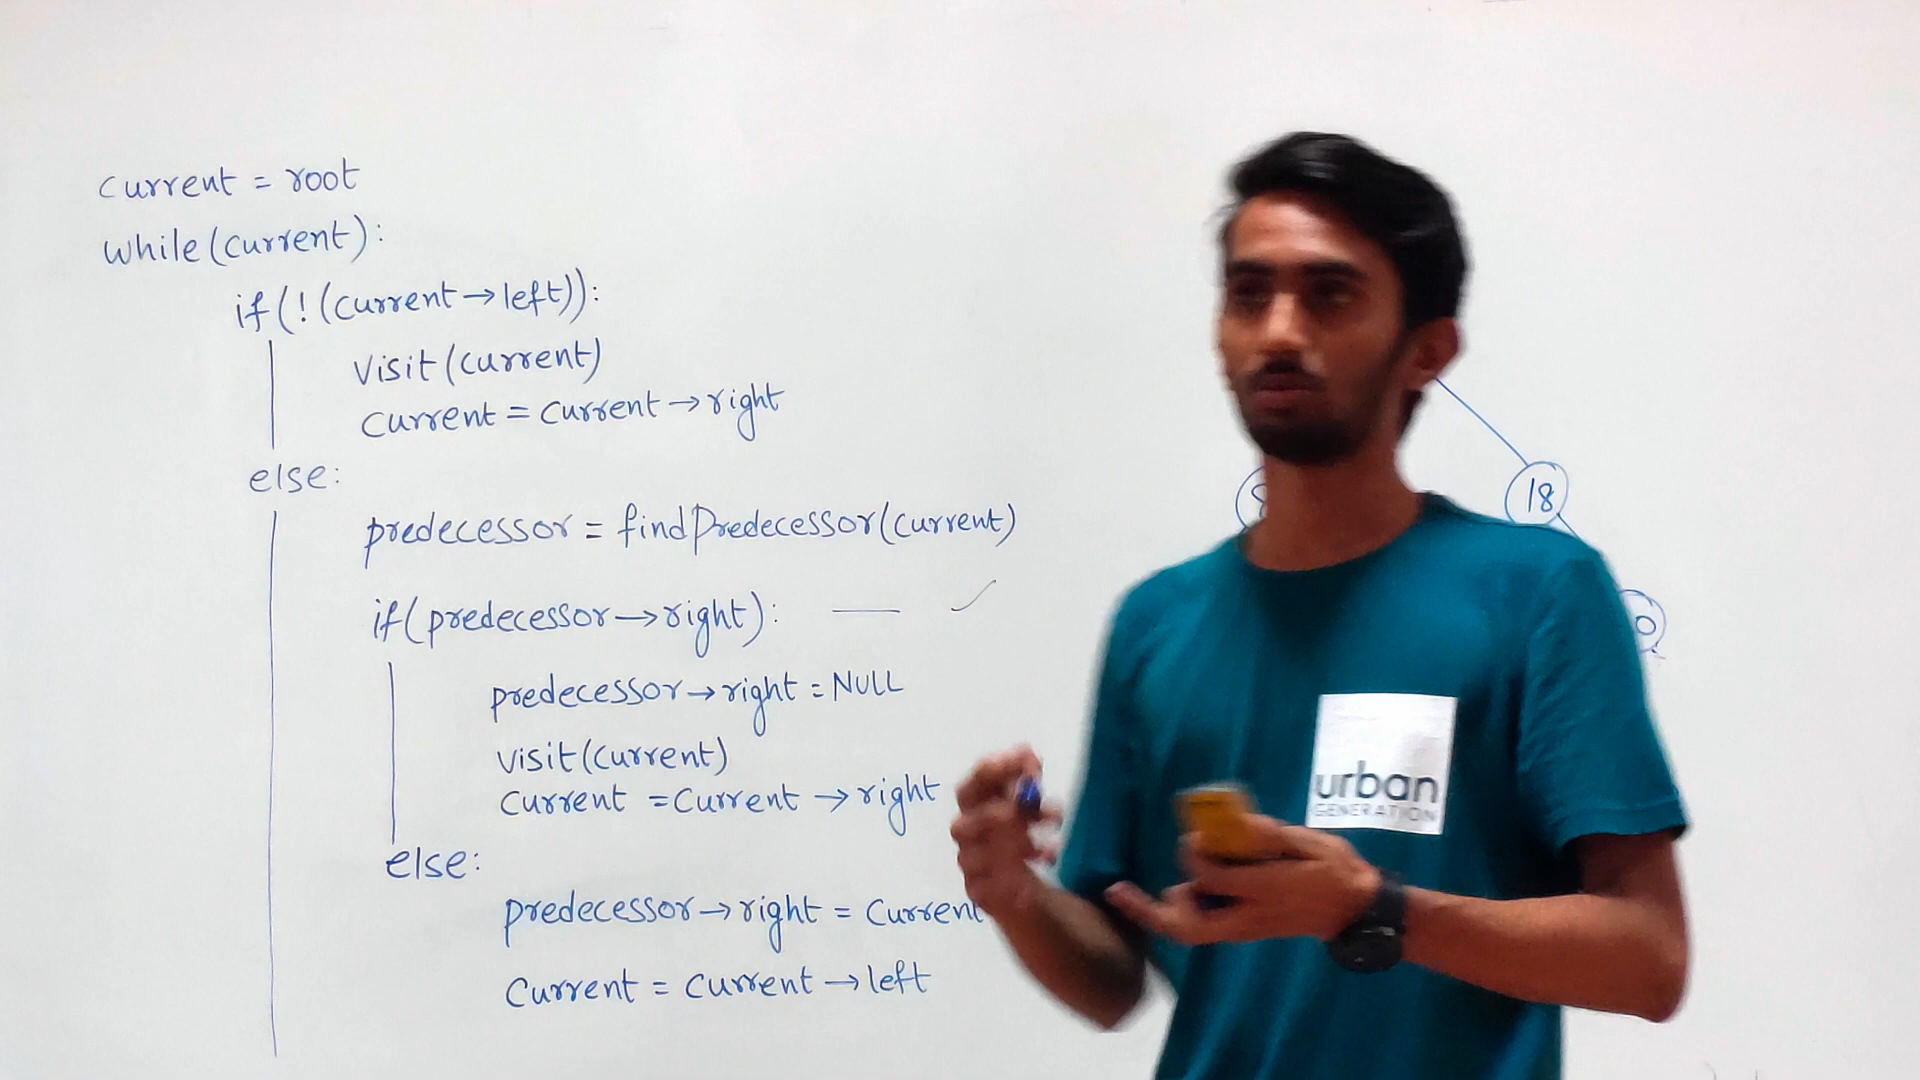 current = root
while (current):
if (! (current → left)):
visit (current)
current = current → right
else:
predecessor = findPredecessor(current)
if (predecessor → right): —— ✓
predecessor → right = NULL
visit (current)
current = current → right
else:
predecessor → right = current
current = current → left
18
urban
GENERATION